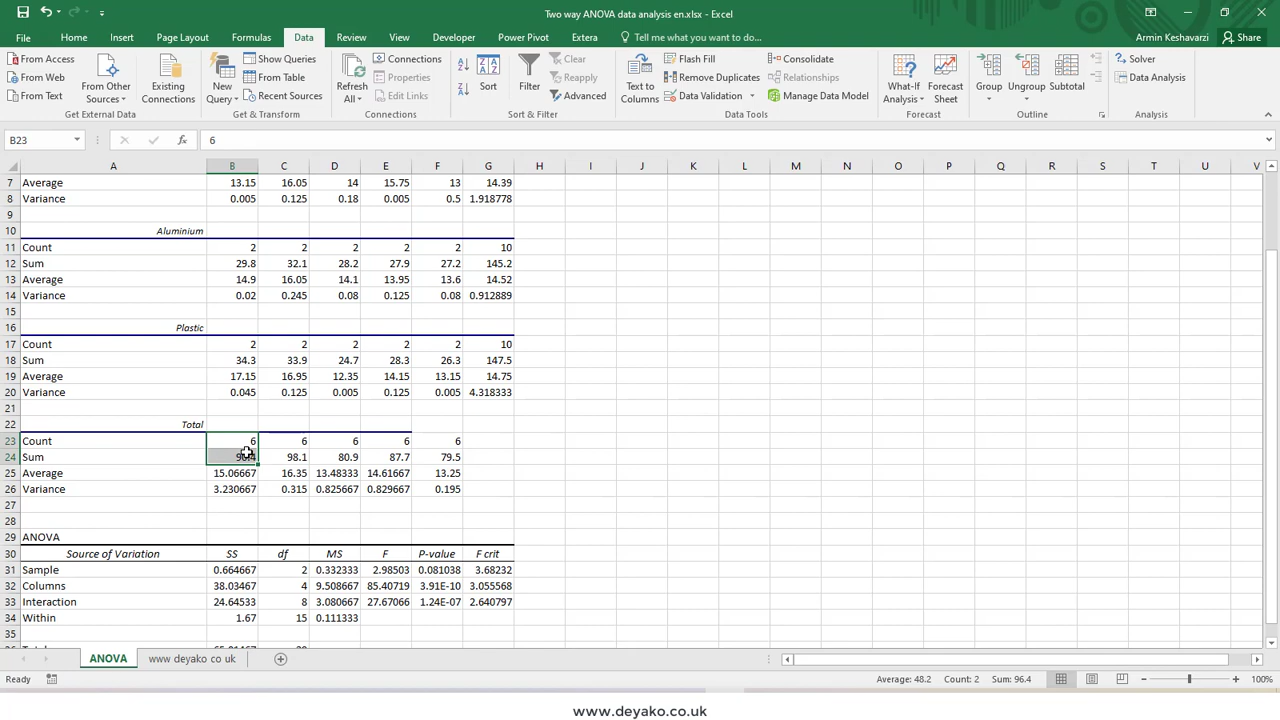 Two way ANOVA data analysis en.xlsx - Excel
File Home Insert Page Layout Formulas Data Review View Developer Power Pivot Extera Tell me what you want to do... Armin Keshavarzi Share
From Access
From Web
From Text
From Other Sources
Existing Connections
Get External Data
New Query
Show Queries
From Table
Recent Sources
Get & Transform
Refresh All
Connections
Properties
Edit Links
Connections
Sort
Filter
Clear
Reapply
Advanced
Sort & Filter
Text to Columns
Flash Fill
Remove Duplicates
Data Validation
Consolidate
Relationships
Manage Data Model
Data Tools
What-If Analysis
Forecast Sheet
Forecast
Group
Ungroup
Subtotal
Outline
Solver
Data Analysis
Analysis
B23 fx 6
A B C D E F G H I J K L M N O P Q R S T U V
7 Average 13.15 16.05 14 15.75 13 14.39
8 Variance 0.005 0.125 0.18 0.005 0.5 1.918778
9
10 Aluminium
11 Count 2 2 2 2 2 10
12 Sum 29.8 32.1 28.2 27.9 27.2 145.2
13 Average 14.9 16.05 14.1 13.95 13.6 14.52
14 Variance 0.02 0.245 0.08 0.125 0.08 0.912889
15
16 Plastic
17 Count 2 2 2 2 2 10
18 Sum 34.3 33.9 24.7 28.3 26.3 147.5
19 Average 17.15 16.95 12.35 14.15 13.15 14.75
20 Variance 0.045 0.125 0.005 0.125 0.005 4.318333
21
22 Total
23 Count 6 6 6 6 6
24 Sum 98.1 80.9 87.7 79.5
25 Average 15.06667 16.35 13.48333 14.61667 13.25
26 Variance 3.230667 0.315 0.825667 0.829667 0.195
27
28
29 ANOVA
30 Source of Variation SS df MS F P-value F crit
31 Sample 0.664667 2 0.332333 2.98503 0.081038 3.68232
32 Columns 38.03467 4 9.508667 85.40719 3.91E-10 3.055568
33 Interaction 24.64533 8 3.080667 27.67066 1.24E-07 2.640797
34 Within 1.67 15 0.111333
35
ANOVA www deyako co uk
Ready Average: 48.2 Count: 2 Sum: 96.4 100%
www.deyako.co.uk